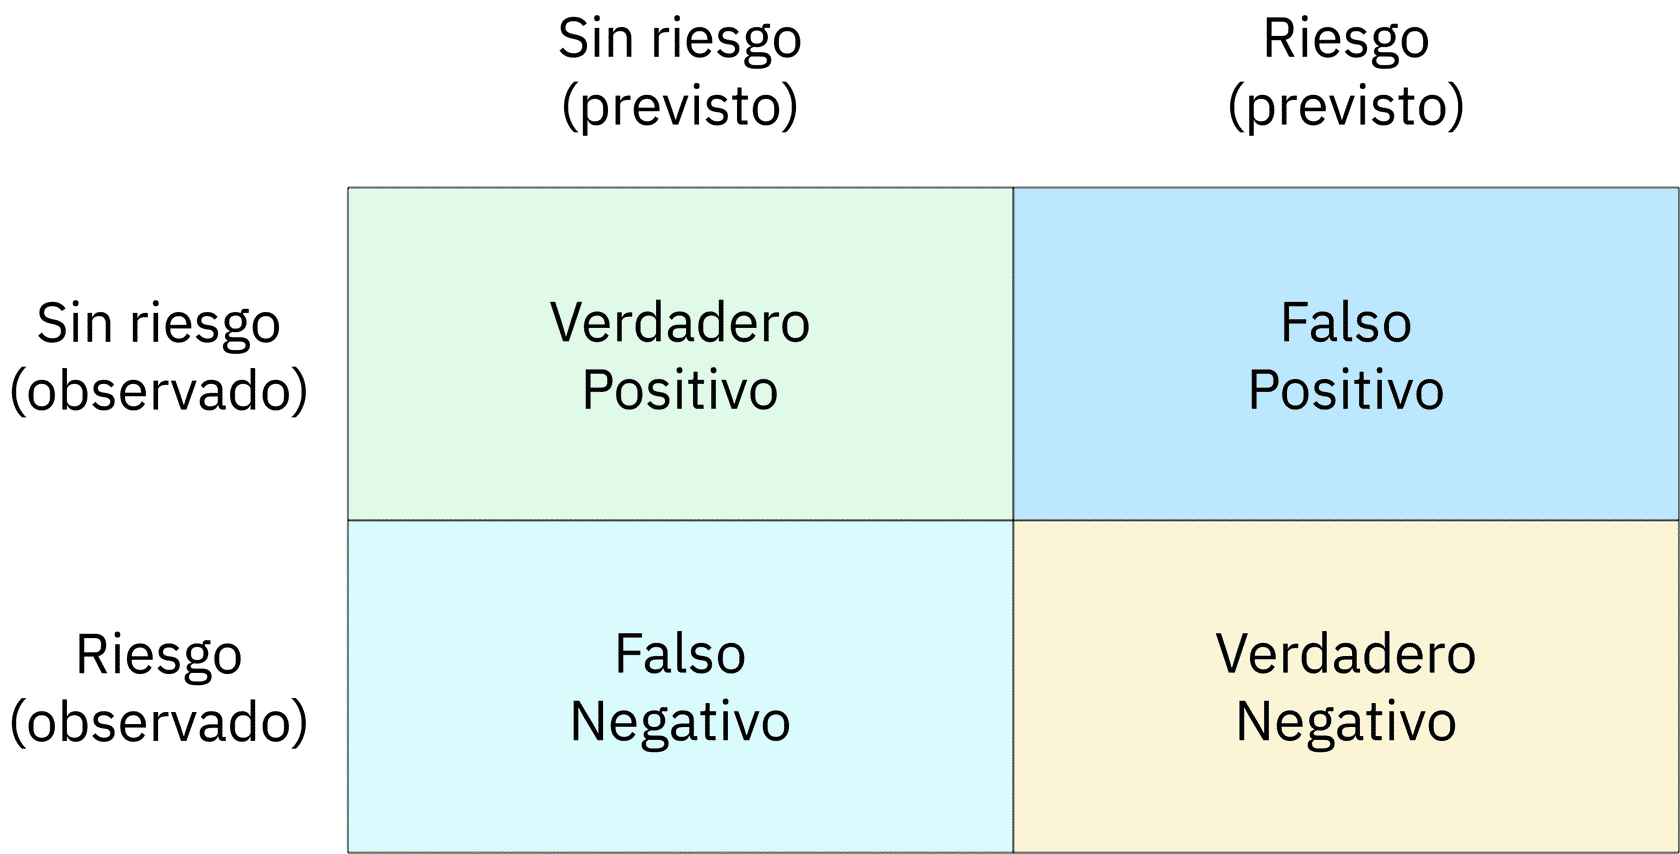 Sin riesgo
(previsto)
Riesgo
(previsto)
Sin riesgo
(observado)
Verdadero
Positivo
Falso
Positivo
Riesgo
(observado)
Falso
Negativo
Verdadero
Negativo